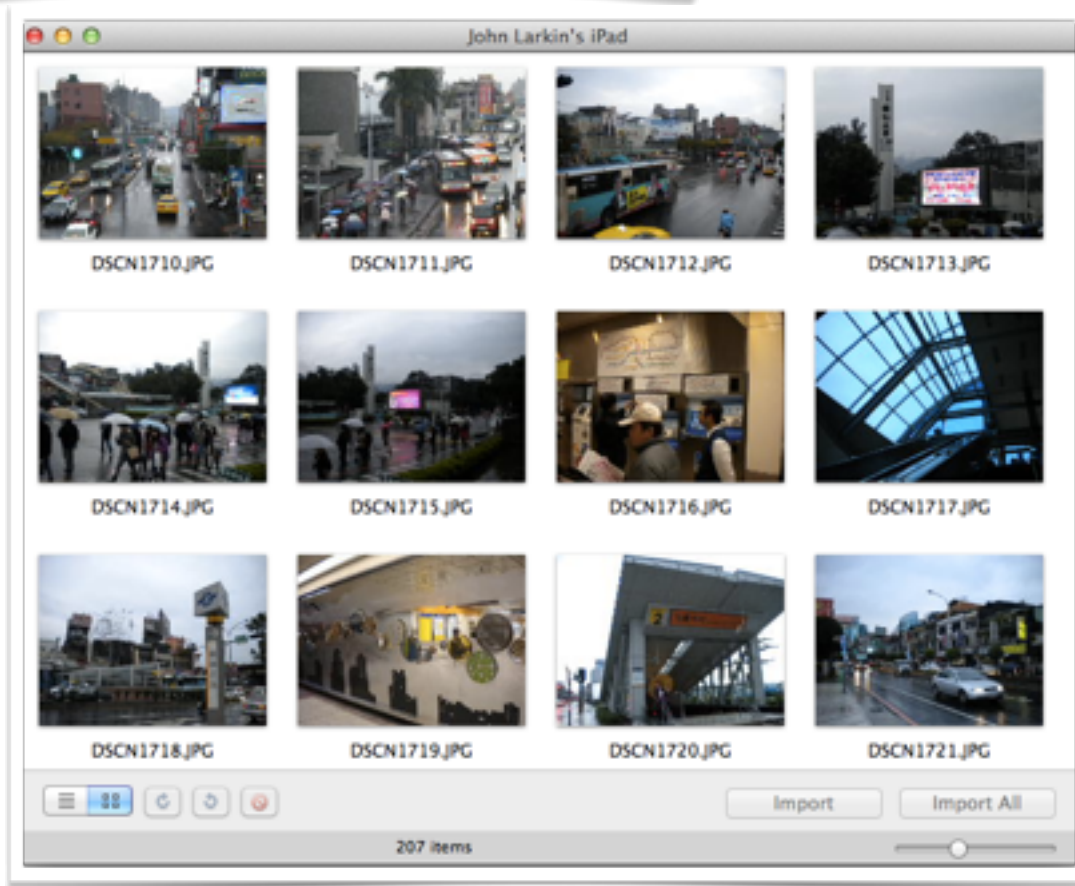 John Larkin's iPad
DSCN1710.JPG
DSCN1711.JPG
DSCN1712.JPG
DSCN1713.JPG
DSCN1714.JPG
DSCN1715.JPG
DSCN1716.JPG
DSCN1717.JPG
2
DSCN1718.JPG
DSCN1719.JPG
DSCN1720.JPG
DSCN1721.JPG
Import
Import All
207 items